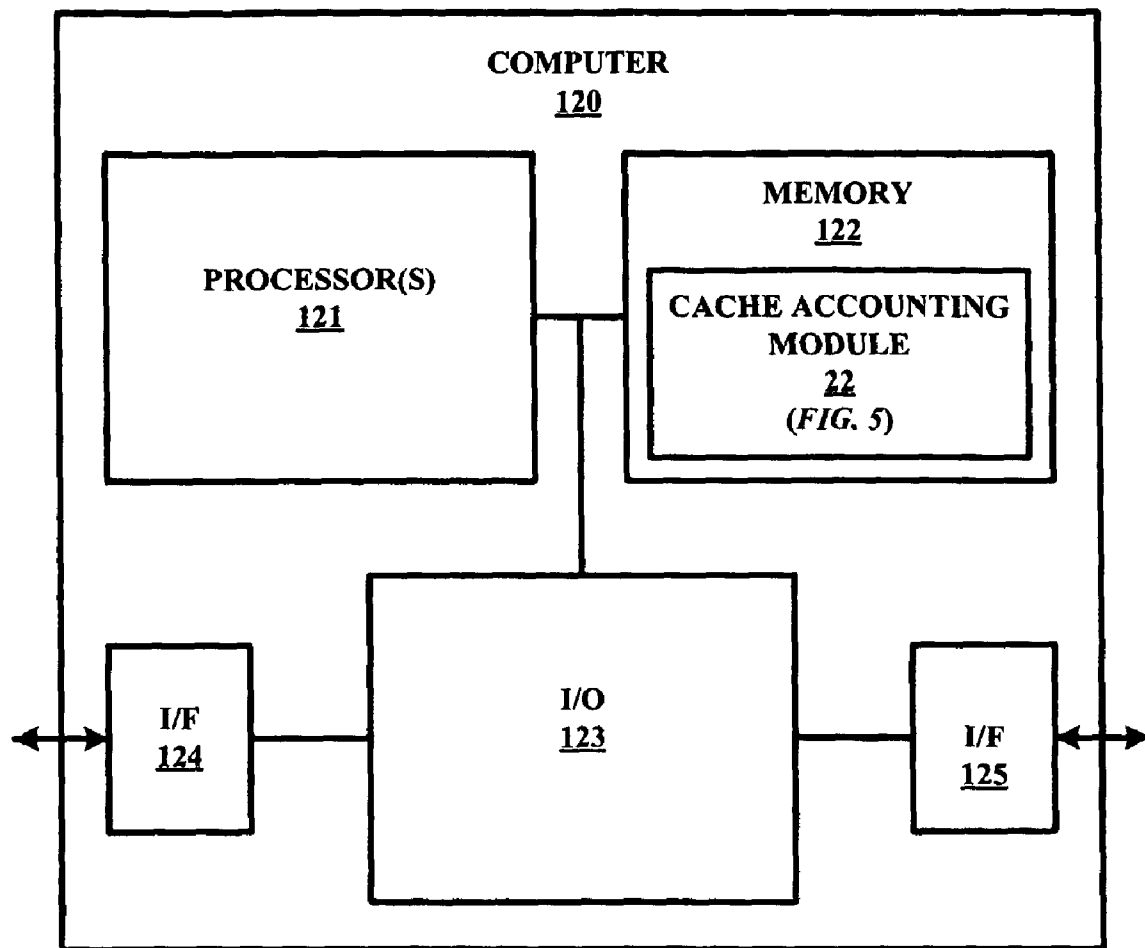 COMPUTER
120
PROCESSOR(S)
121
MEMORY
122
CACHE ACCOUNTING
MODULE
22
(FIG. 5)
I/F
124
I/O
123
I/F
125